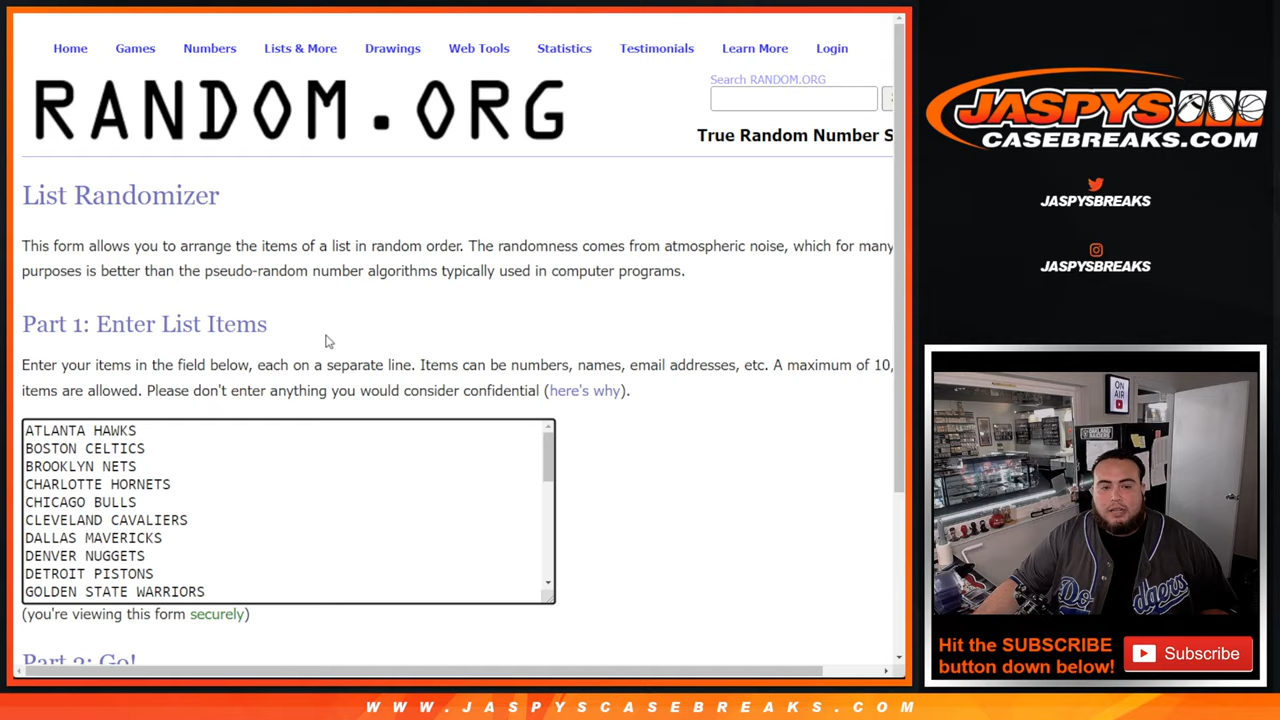 Home Games Numbers Lists & More Drawings Web Tools Statistics Testimonials Learn More Login
RANDOM.ORG
Search RANDOM.ORG
True Random Number S
List Randomizer
This form allows you to arrange the items of a list in random order. The randomness comes from atmospheric noise, which for many
purposes is better than the pseudo-random number algorithms typically used in computer programs.
Part 1: Enter List Items
Enter your items in the field below, each on a separate line. Items can be numbers, names, email addresses, etc. A maximum of 10,
items are allowed. Please don't enter anything you would consider confidential (here's why).
ATLANTA HAWKS
BOSTON CELTICS
BROOKLYN NETS
CHARLOTTE HORNETS
CHICAGO BULLS
CLEVELAND CAVALIERS
DALLAS MAVERICKS
DENVER NUGGETS
DETROIT PISTONS
GOLDEN STATE WARRIORS
(you're viewing this form securely)
Part 2: Go!
JASPYS
CASEBREAKS.COM
JASPYSBREAKS
JASPYSBREAKS
ON
AIR
Dodgers
Hit the SUBSCRIBE
button down below!
Subscribe
WWW.JASPYSCASEBREAKS.COM